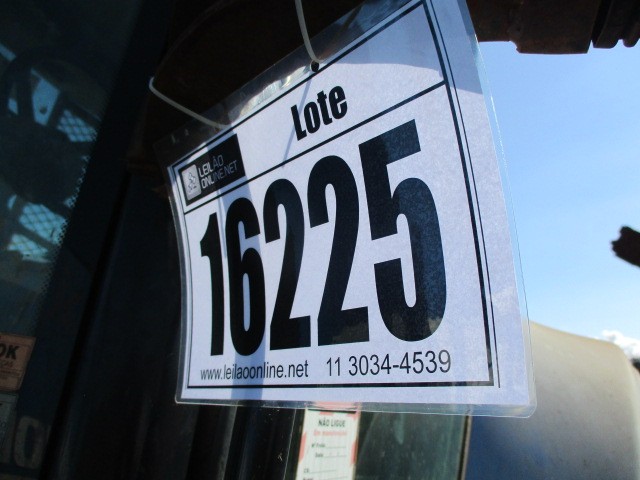 Lote
LEILÃO
ONLINE.NET
16225
www.leilaoonline.net 11 3034-4539
NÃO LIGUE